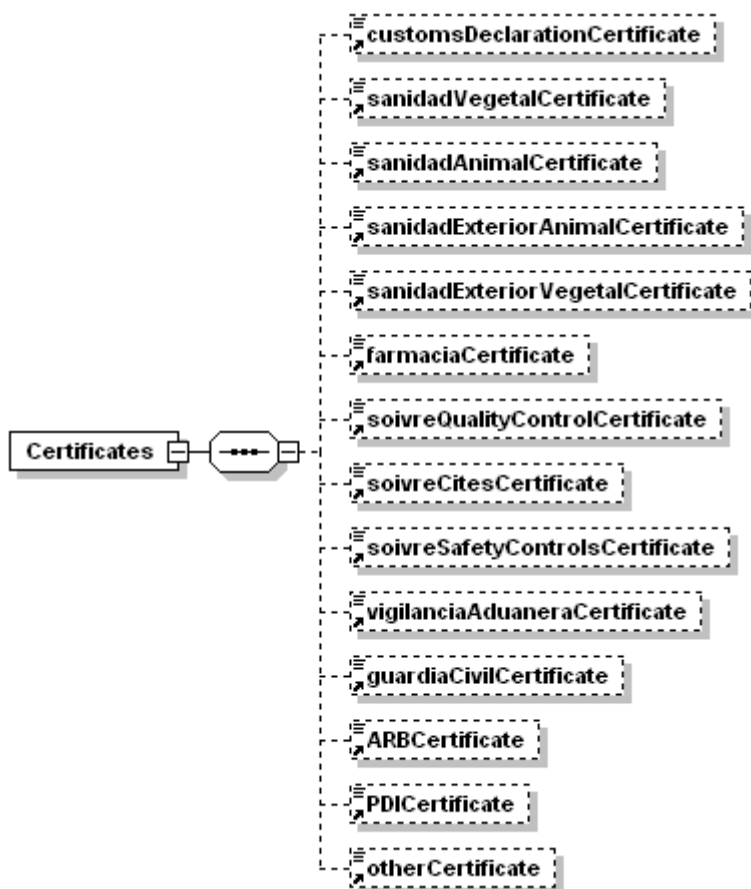 customsDeclarationCertificate
sanidadVegetalCertificate
sanidadAnimalCertificate
sanidadExteriorAnimalCertificate
sanidadExteriorVegetalCertificate
farmaciaCertificate
soivreQualityControlCertificate
Certificates
soivreCitesCertificate
soivreSafetyControlsCertificate
vigilanciaAduaneraCertificate
guardiaCivilCertificate
ARBCertificate
PDICertificate
otherCertificate